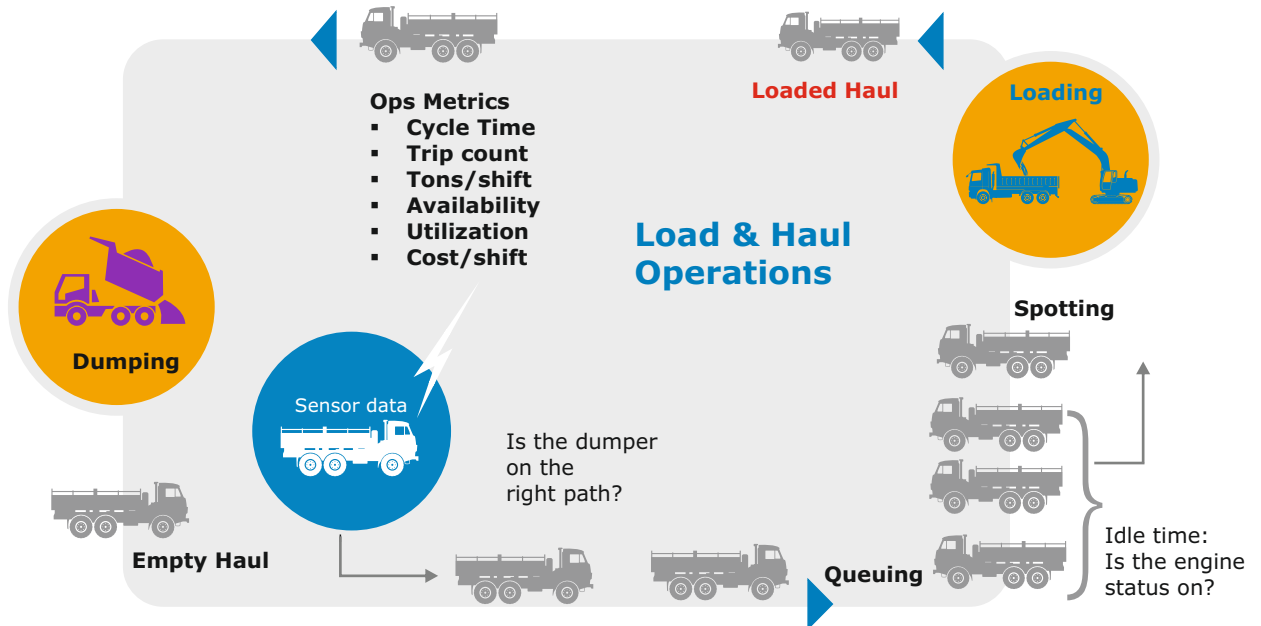 Loaded Haul
Loading
Ops Metrics
▪ Cycle Time
▪ Trip count
▪ Tons/shift
▪ Availability
▪ Utilization
▪ Cost/shift
Load & Haul
Operations
Spotting
Dumping
Sensor data
Is the dumper
on the
right path?
Empty Haul
Queuing
Idle time:
Is the engine
status on?